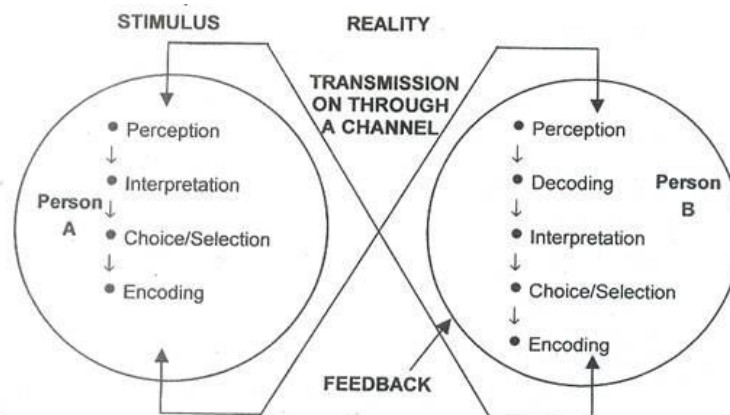 STIMULUS
REALITY
TRANSMISSION
ON THROUGH
A CHANNEL
Person
A
Perception
Interpretation
Choice/Selection
Encoding
Perception
Decoding
Interpretation
Choice/Selection
Encoding
Person
B
FEEDBACK